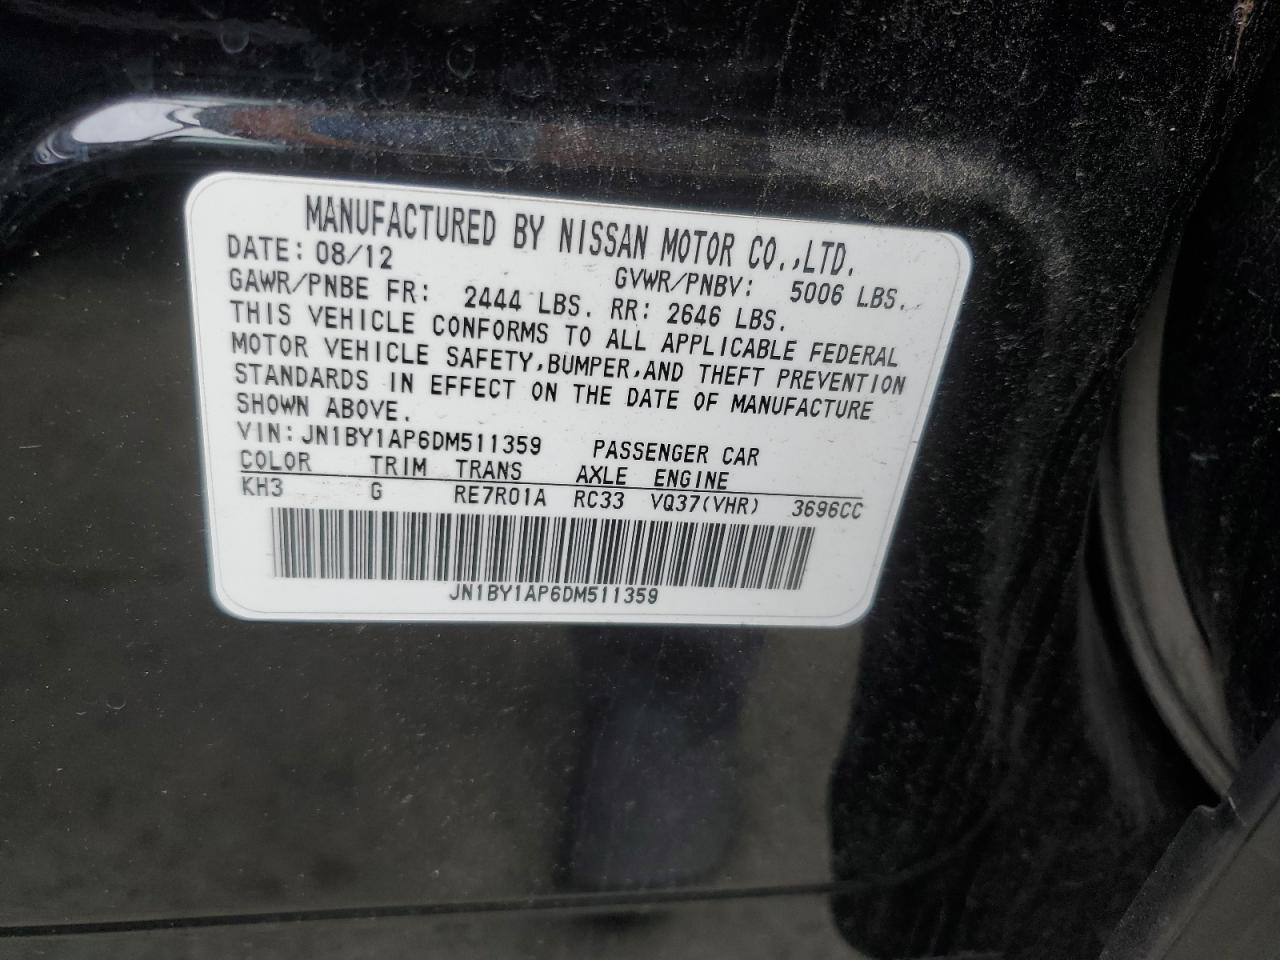 MANUFACTURED BY NISSAN MOTOR CO.,LTD.
DATE: 08/12 GVWR/PNBV: 5006 LBS.
GAWR/PNBE FR: 2444 LBS. RR: 2646 LBS.
THIS VEHICLE CONFORMS TO ALL APPLICABLE FEDERAL
MOTOR VEHICLE SAFETY,BUMPER,AND THEFT PREVENTION
STANDARDS IN EFFECT ON THE DATE OF MANUFACTURE
SHOWN ABOVE.
VIN: JN1BY1AP6DM511359 PASSENGER CAR
COLOR TRIM TRANS AXLE ENGINE
KH3 G RE7R01A RC33 VQ37(VHR) 3696CC
JN1BY1AP6DM511359